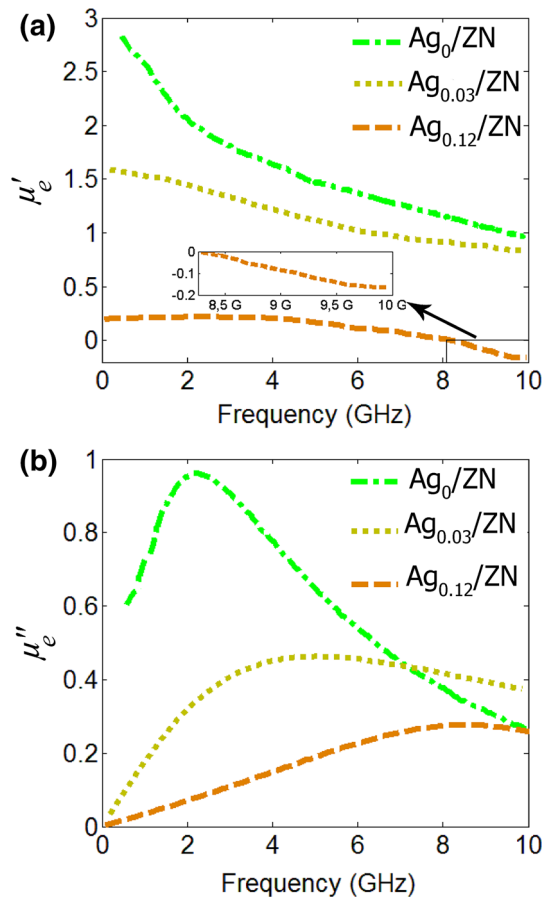 (a)
3
2.5
2
1.5
1
0.5
0
μ′e
Ag0/ZN
Ag0.03/ZN
Ag0.12/ZN
0
-0.1
-0.2
8,5 G 9 G 9,5 G 10 G
0 2 4 6 8 10
Frequency (GHz)
(b)
1
0.8
0.6
0.4
0.2
0
μ″e
Ag0/ZN
Ag0.03/ZN
Ag0.12/ZN
0 2 4 6 8 10
Frequency (GHz)